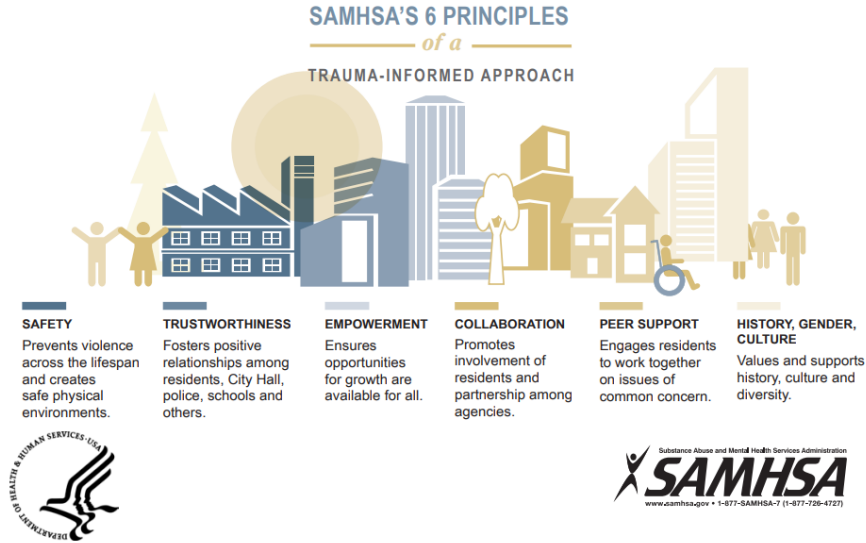 SAMHSA'S 6 PRINCIPLES
of a
TRAUMA-INFORMED APPROACH
SAFETY
Prevents violence
across the lifespan
and creates
safe physical
environments.
TRUSTWORTHINESS
Fosters positive
relationships among
residents, City Hall,
police, schools and
others.
EMPOWERMENT
Ensures
opportunities
for growth are
available for all.
COLLABORATION
Promotes
involvement of
residents and
partnership among
agencies.
PEER SUPPORT
Engages residents
to work together
on issues of
common concern.
HISTORY, GENDER,
CULTURE
Values and supports
history, culture and
diversity.
DEPARTMENT OF HEALTH & HUMAN SERVICES·USA
Substance Abuse and Mental Health Services Administration
SAMHSA
www.samhsa.gov • 1-877-SAMHSA-7 (1-877-726-4727)